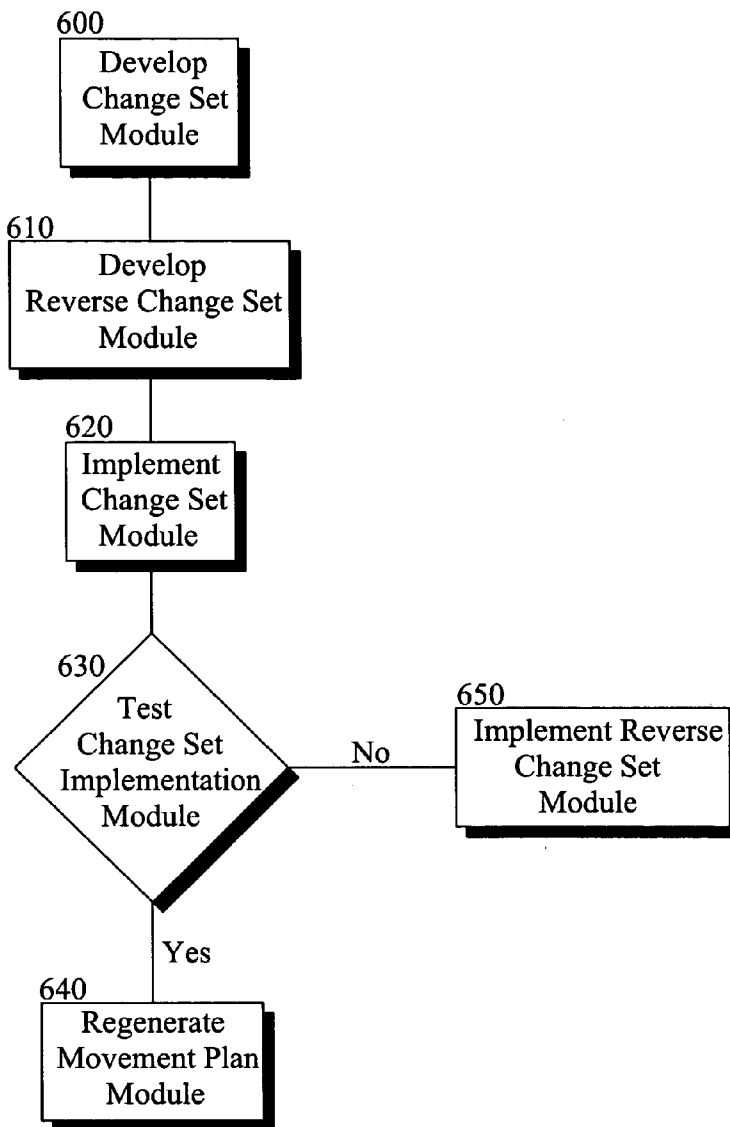 600
Develop
Change Set
Module
610
Develop
Reverse Change Set
Module
620
Implement
Change Set
Module
630
Test
Change Set
Implementation
Module
No
650
Implement Reverse
Change Set
Module
Yes
640
Regenerate
Movement Plan
Module